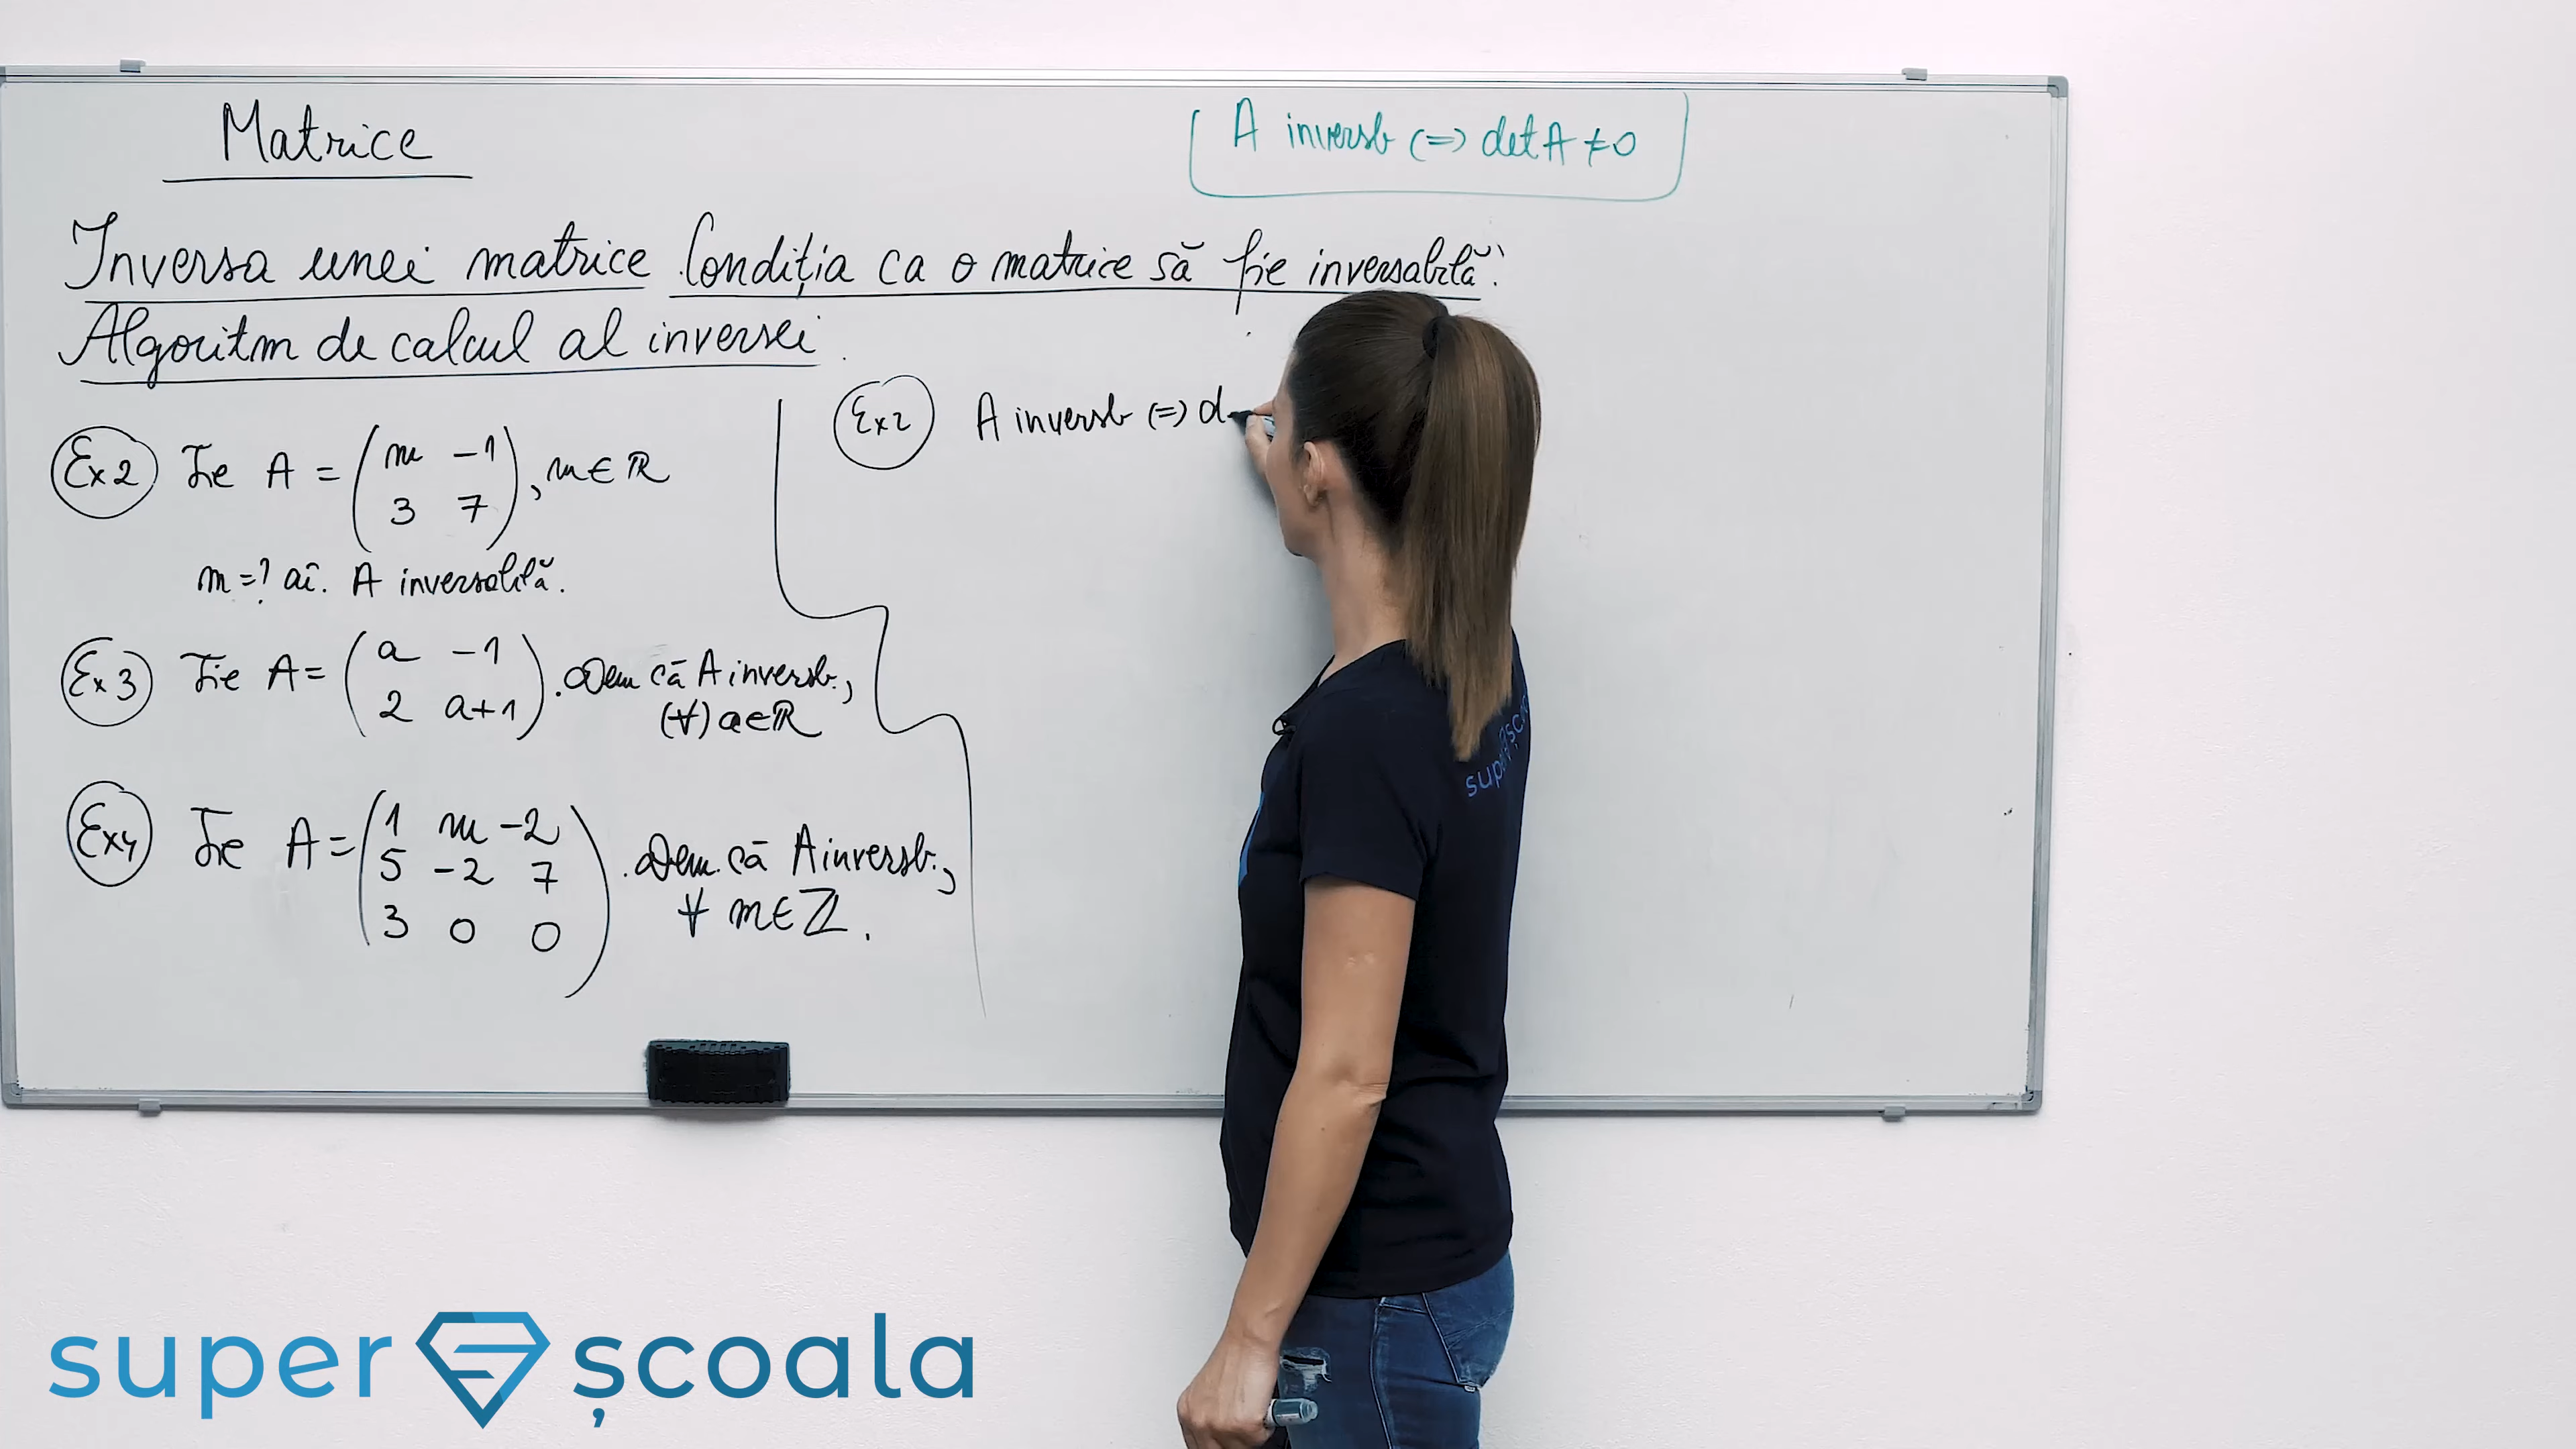 Matrice
A inversb (=> det A ≠ 0
Inversa unei matrice. Condiția ca o matrice să fie inversabilă.
Algoritm de calcul al inversei.
Ex2 Fie A = (m -1
3 7), m ∈ ℝ
m = ? aî. A inversabilă.
Ex3 Fie A = (a -1
2 a+1). Dem că A inversb.,
(∀) a ∈ ℝ
Ex4 Fie A = (1 m -2
5 -2 7
3 0 0). Dem. că A inversb.,
∀ m ∈ ℤ.
Ex2 A inversb (=> d
super școala